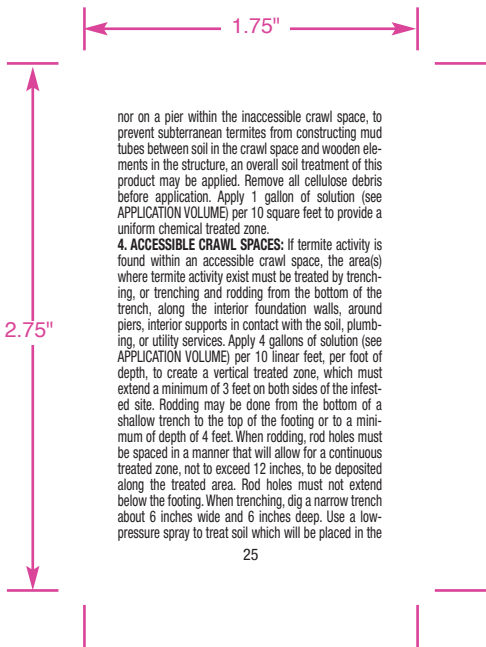 1.75"
nor on a pier within the inaccessible crawl space, to
prevent subterranean termites from constructing mud
tubes between soil in the crawl space and wooden ele-
ments in the structure, an overall soil treatment of this
product may be applied. Remove all cellulose debris
before application. Apply 1 gallon of solution (see
APPLICATION VOLUME) per 10 square feet to provide a
uniform chemical treated zone.
4. ACCESSIBLE CRAWL SPACES: If termite activity is
found within an accessible crawl space, the area(s)
where termite activity exist must be treated by trench-
ing, or trenching and rodding from the bottom of the
trench, along the interior foundation walls, around
piers, interior supports in contact with the soil, plumb-
ing, or utility services. Apply 4 gallons of solution (see
APPLICATION VOLUME) per 10 linear feet, per foot of
depth, to create a vertical treated zone, which must
extend a minimum of 3 feet on both sides of the infest-
ed site. Rodding may be done from the bottom of a
shallow trench to the top of the footing or to a mini-
mum of depth of 4 feet. When rodding, rod holes must
be spaced in a manner that will allow for a continuous
treated zone, not to exceed 12 inches, to be deposited
along the treated area. Rod holes must not extend
below the footing. When trenching, dig a narrow trench
about 6 inches wide and 6 inches deep. Use a low-
pressure spray to treat soil which will be placed in the
25
2.75"